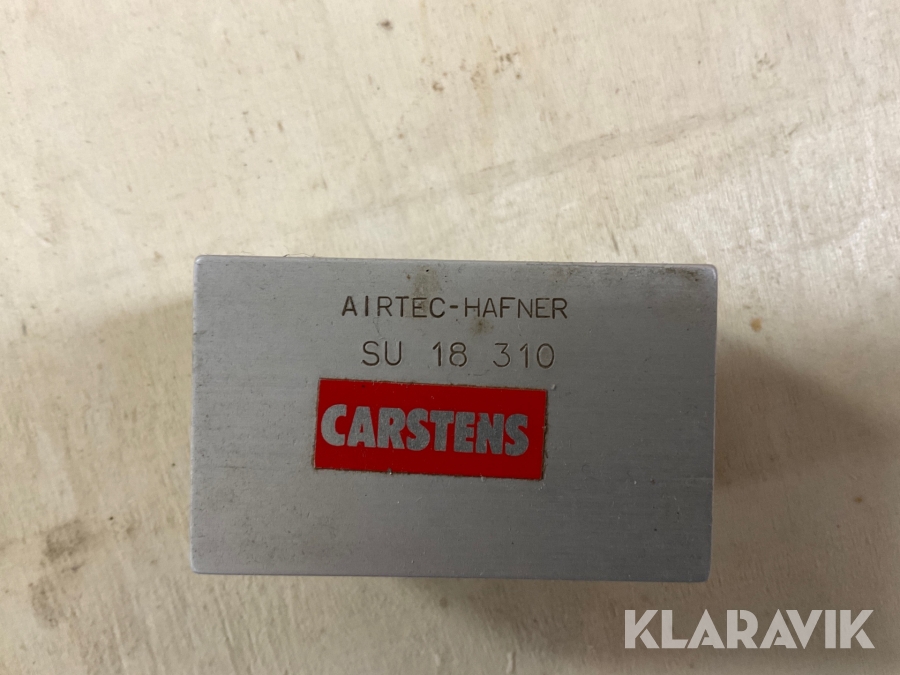 AIRTEC-HAFNER
SU 18 310
CARSTENS
KLARAVIK